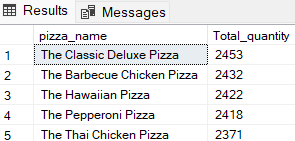 Results Messages
pizza_name Total_quantity
1 The Classic Deluxe Pizza 2453
2 The Barbecue Chicken Pizza 2432
3 The Hawaiian Pizza 2422
4 The Pepperoni Pizza 2418
5 The Thai Chicken Pizza 2371